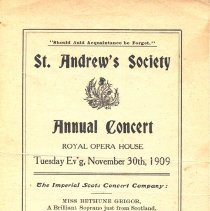 "Should Auld Acquaintance be Forgot."
St. Andrew's Society
Annual Concert
ROYAL OPERA HOUSE
Tuesday Ev'g, November 30th, 1909
The Imperial Scots Concert Company:
MISS BETHUNE GRIGOR,
A Brilliant Soprano just from Scotland,